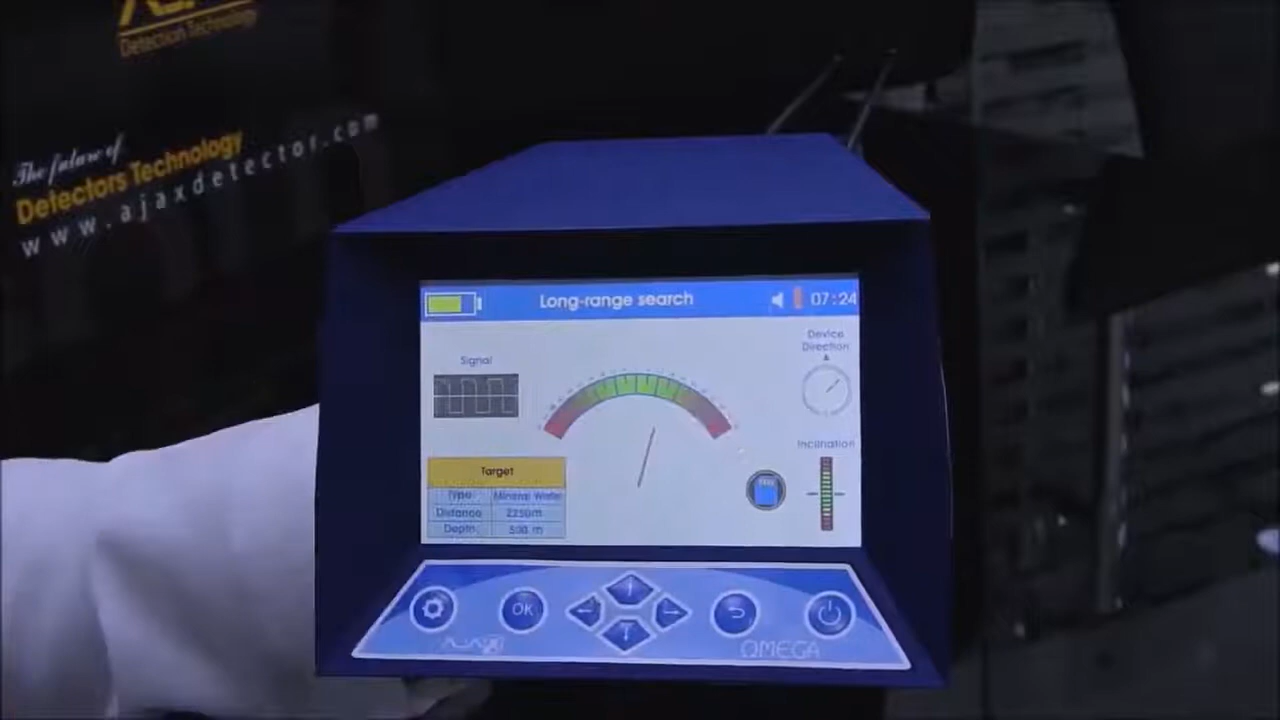 Detection Technology
The future of
Detectors Technology
www.ajaxdetector.com
Long-range search
07:24
Signal
Device
Direction
Inclination
Target
Type Mineral Water
Distance 2250m
Depth m
OK
AJAX
OMEGA